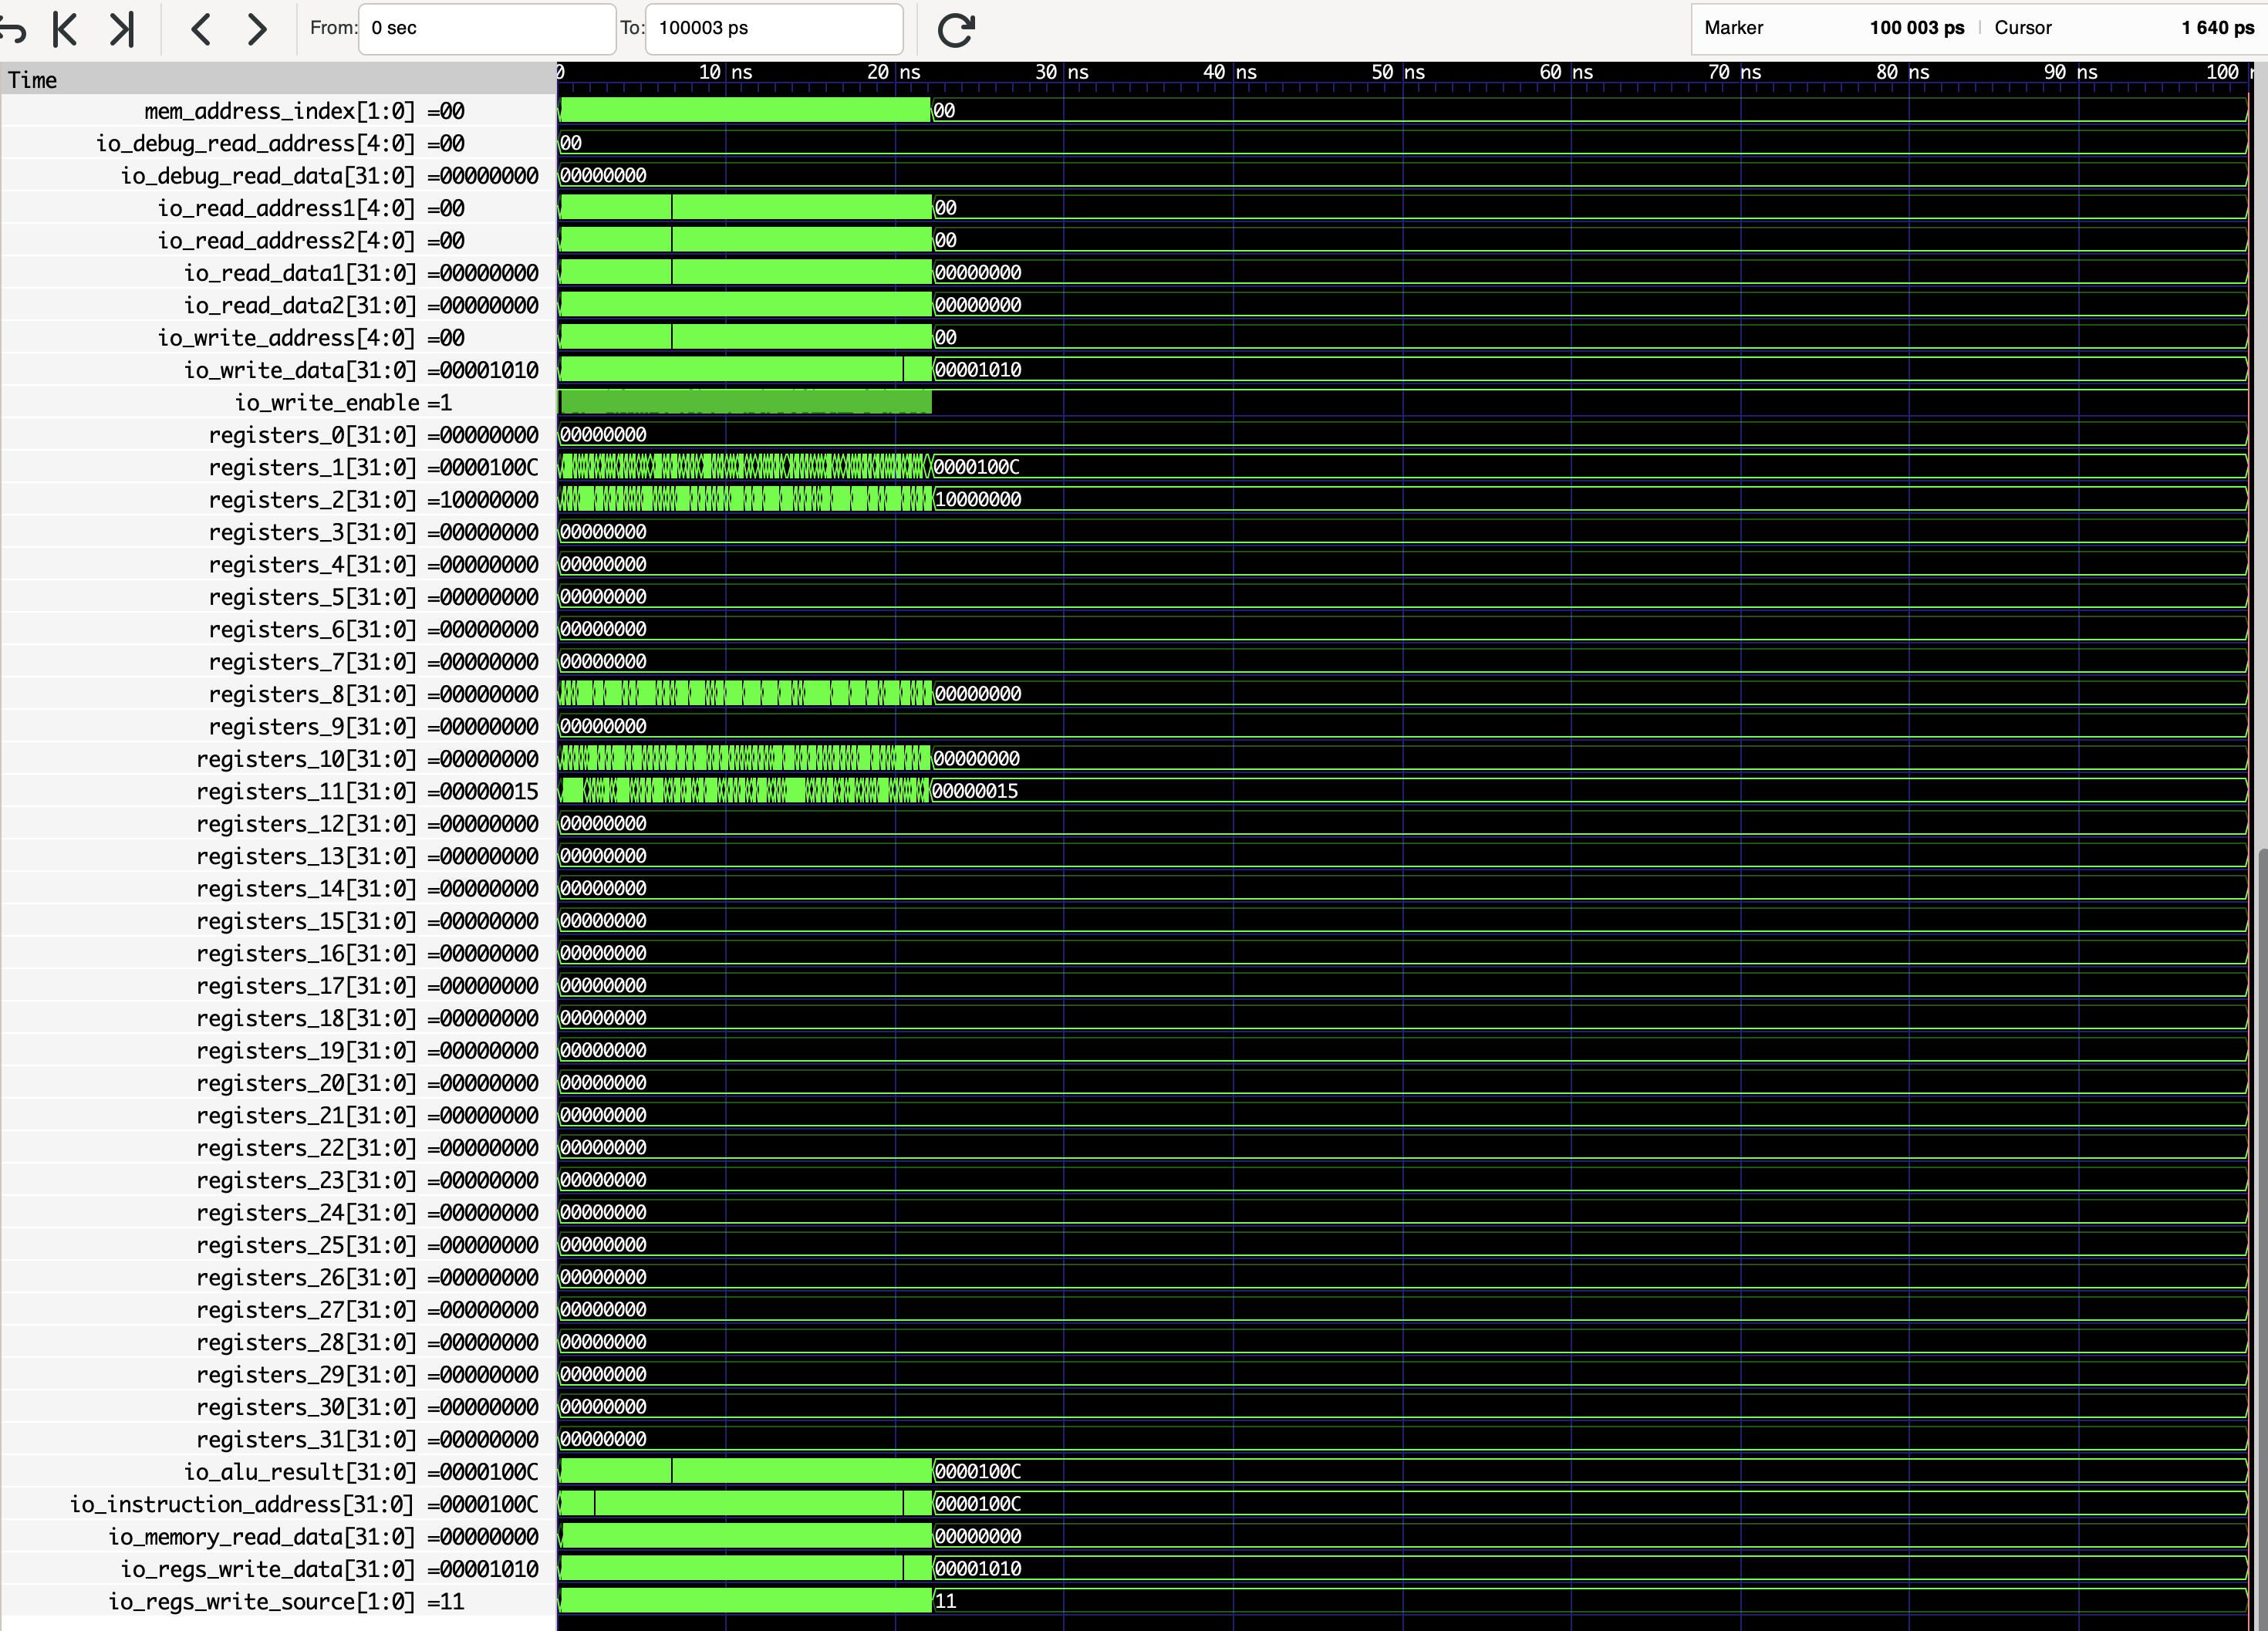 From: 0 sec To: 100003 ps Marker 100 003 ps | Cursor 1 640 ps
Time 0 10 ns 20 ns 30 ns 40 ns 50 ns 60 ns 70 ns 80 ns 90 ns 100
mem_address_index[1:0] =00 00
io_debug_read_address[4:0] =00 00
io_debug_read_data[31:0] =00000000 00000000
io_read_address1[4:0] =00 00
io_read_address2[4:0] =00 00
io_read_data1[31:0] =00000000 00000000
io_read_data2[31:0] =00000000 00000000
io_write_address[4:0] =00 00
io_write_data[31:0] =00001010 00001010
io_write_enable =1
registers_0[31:0] =00000000 00000000
registers_1[31:0] =0000100C 0000100C
registers_2[31:0] =10000000 10000000
registers_3[31:0] =00000000 00000000
registers_4[31:0] =00000000 00000000
registers_5[31:0] =00000000 00000000
registers_6[31:0] =00000000 00000000
registers_7[31:0] =00000000 00000000
registers_8[31:0] =00000000 00000000
registers_9[31:0] =00000000 00000000
registers_10[31:0] =00000000 00000000
registers_11[31:0] =00000015 00000015
registers_12[31:0] =00000000 00000000
registers_13[31:0] =00000000 00000000
registers_14[31:0] =00000000 00000000
registers_15[31:0] =00000000 00000000
registers_16[31:0] =00000000 00000000
registers_17[31:0] =00000000 00000000
registers_18[31:0] =00000000 00000000
registers_19[31:0] =00000000 00000000
registers_20[31:0] =00000000 00000000
registers_21[31:0] =00000000 00000000
registers_22[31:0] =00000000 00000000
registers_23[31:0] =00000000 00000000
registers_24[31:0] =00000000 00000000
registers_25[31:0] =00000000 00000000
registers_26[31:0] =00000000 00000000
registers_27[31:0] =00000000 00000000
registers_28[31:0] =00000000 00000000
registers_29[31:0] =00000000 00000000
registers_30[31:0] =00000000 00000000
registers_31[31:0] =00000000 00000000
io_alu_result[31:0] =0000100C 0000100C
io_instruction_address[31:0] =0000100C 0000100C
io_memory_read_data[31:0] =00000000 00000000
io_regs_write_data[31:0] =00001010 00001010
io_regs_write_source[1:0] =11 11